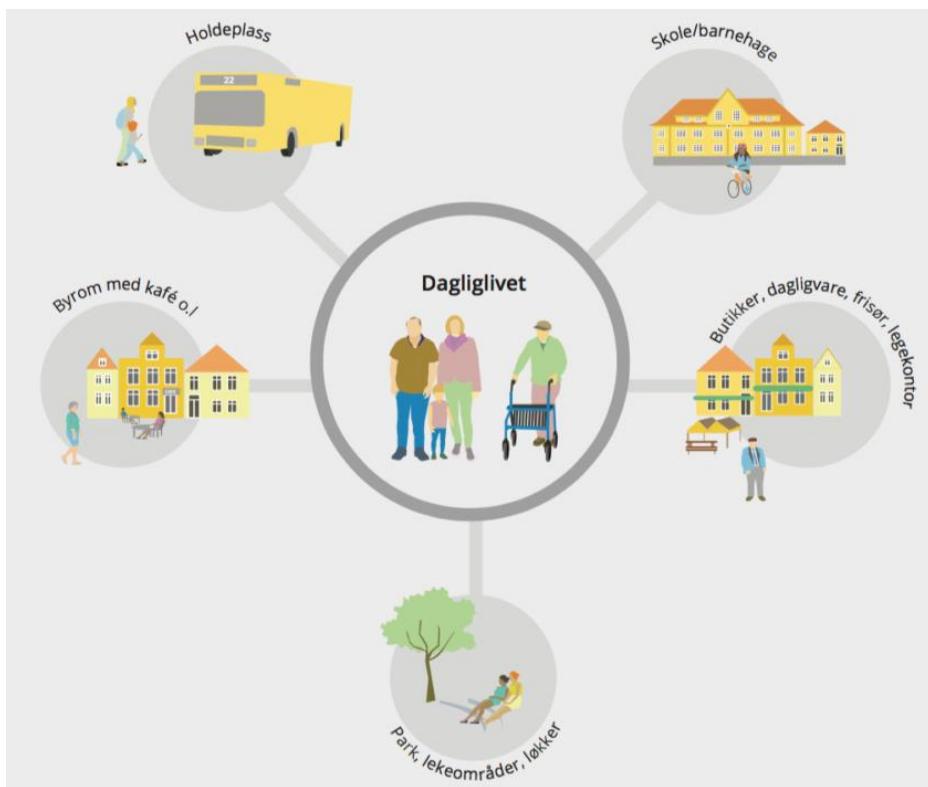 Holdeplass
22
Skole/barnehage
Dagliglivet
Byrom med kafé o.l
Butikker, dagligvare, frisør, legekontor
Park, lekeområder, løkker